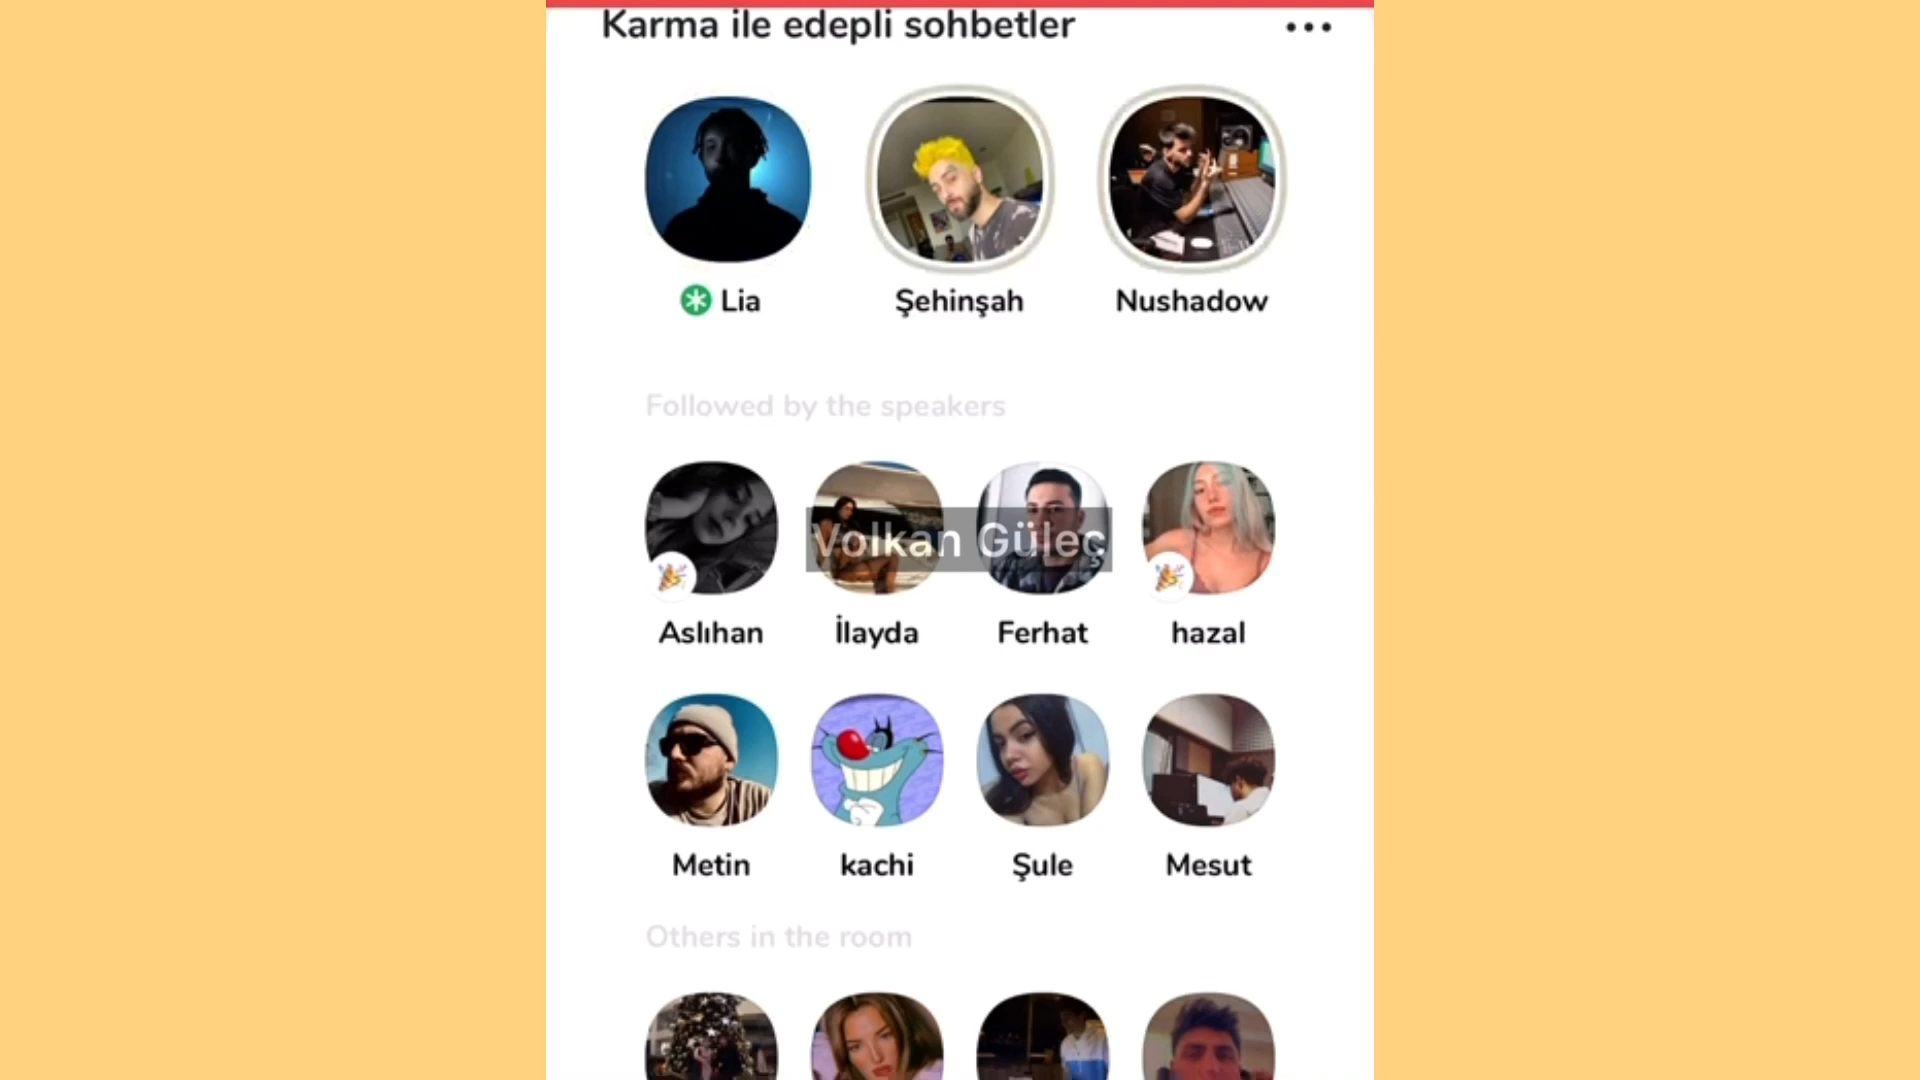 Karma ile edepli sohbetler
Lia
Şehinşah
Nushadow
Followed by the speakers
Volkan Güleç
Aslıhan
İlayda
Ferhat
hazal
Metin
kachi
Şule
Mesut
Others in the room